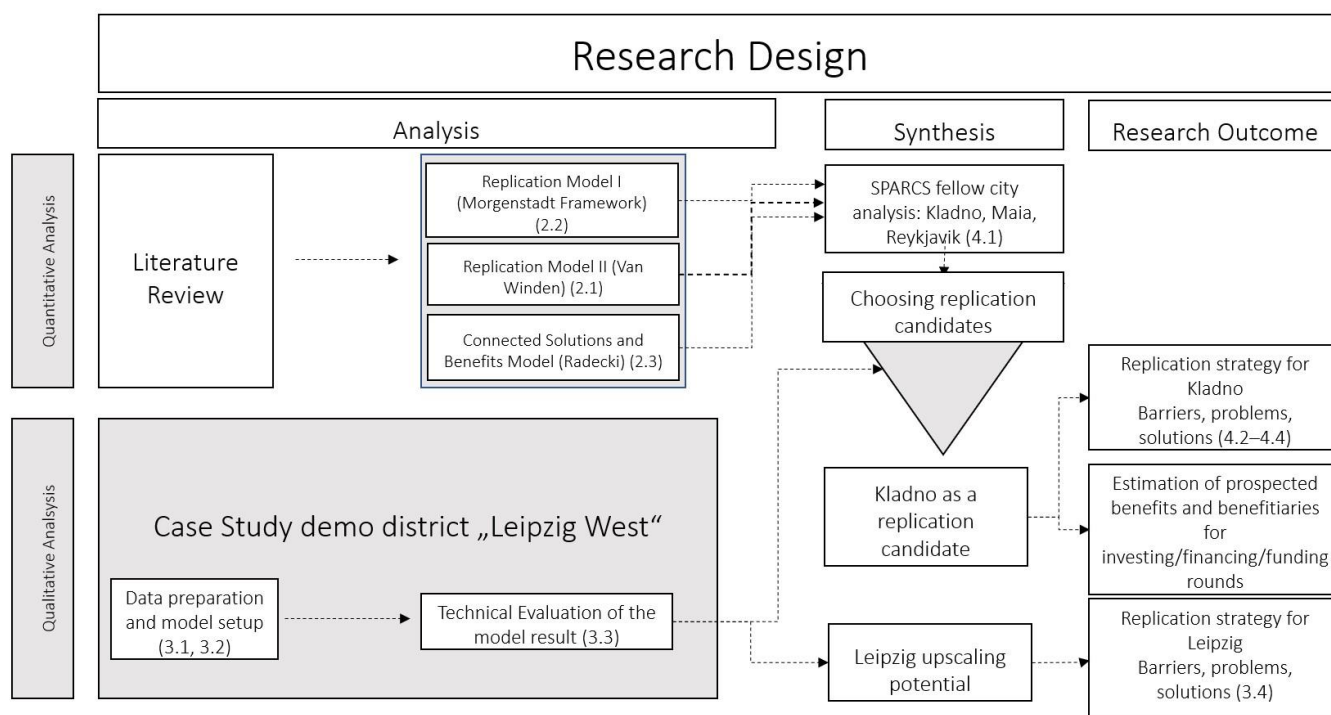 Research Design
Analysis
Synthesis
Research Outcome
Quantitative Analysis
Literature
Review
Replication Model I
(Morgenstadt Framework)
(2.2)
Replication Model II (Van
Winden) (2.1)
Connected Solutions and
Benefits Model (Radecki) (2.3)
SPARCS fellow city
analysis: Kladno, Maia,
Reykjavik (4.1)
Choosing replication
candidates
Qualitative Analsysis
Case Study demo district „Leipzig West“
Data preparation
and model setup
(3.1, 3.2)
Technical Evaluation of the
model result (3.3)
Kladno as a
replication
candidate
Leipzig upscaling
potential
Replication strategy for
Kladno
Barriers, problems,
solutions (4.2–4.4)
Estimation of prospected
benefits and benefitiaries
for
investing/financing/funding
rounds
Replication strategy for
Leipzig
Barriers, problems,
solutions (3.4)